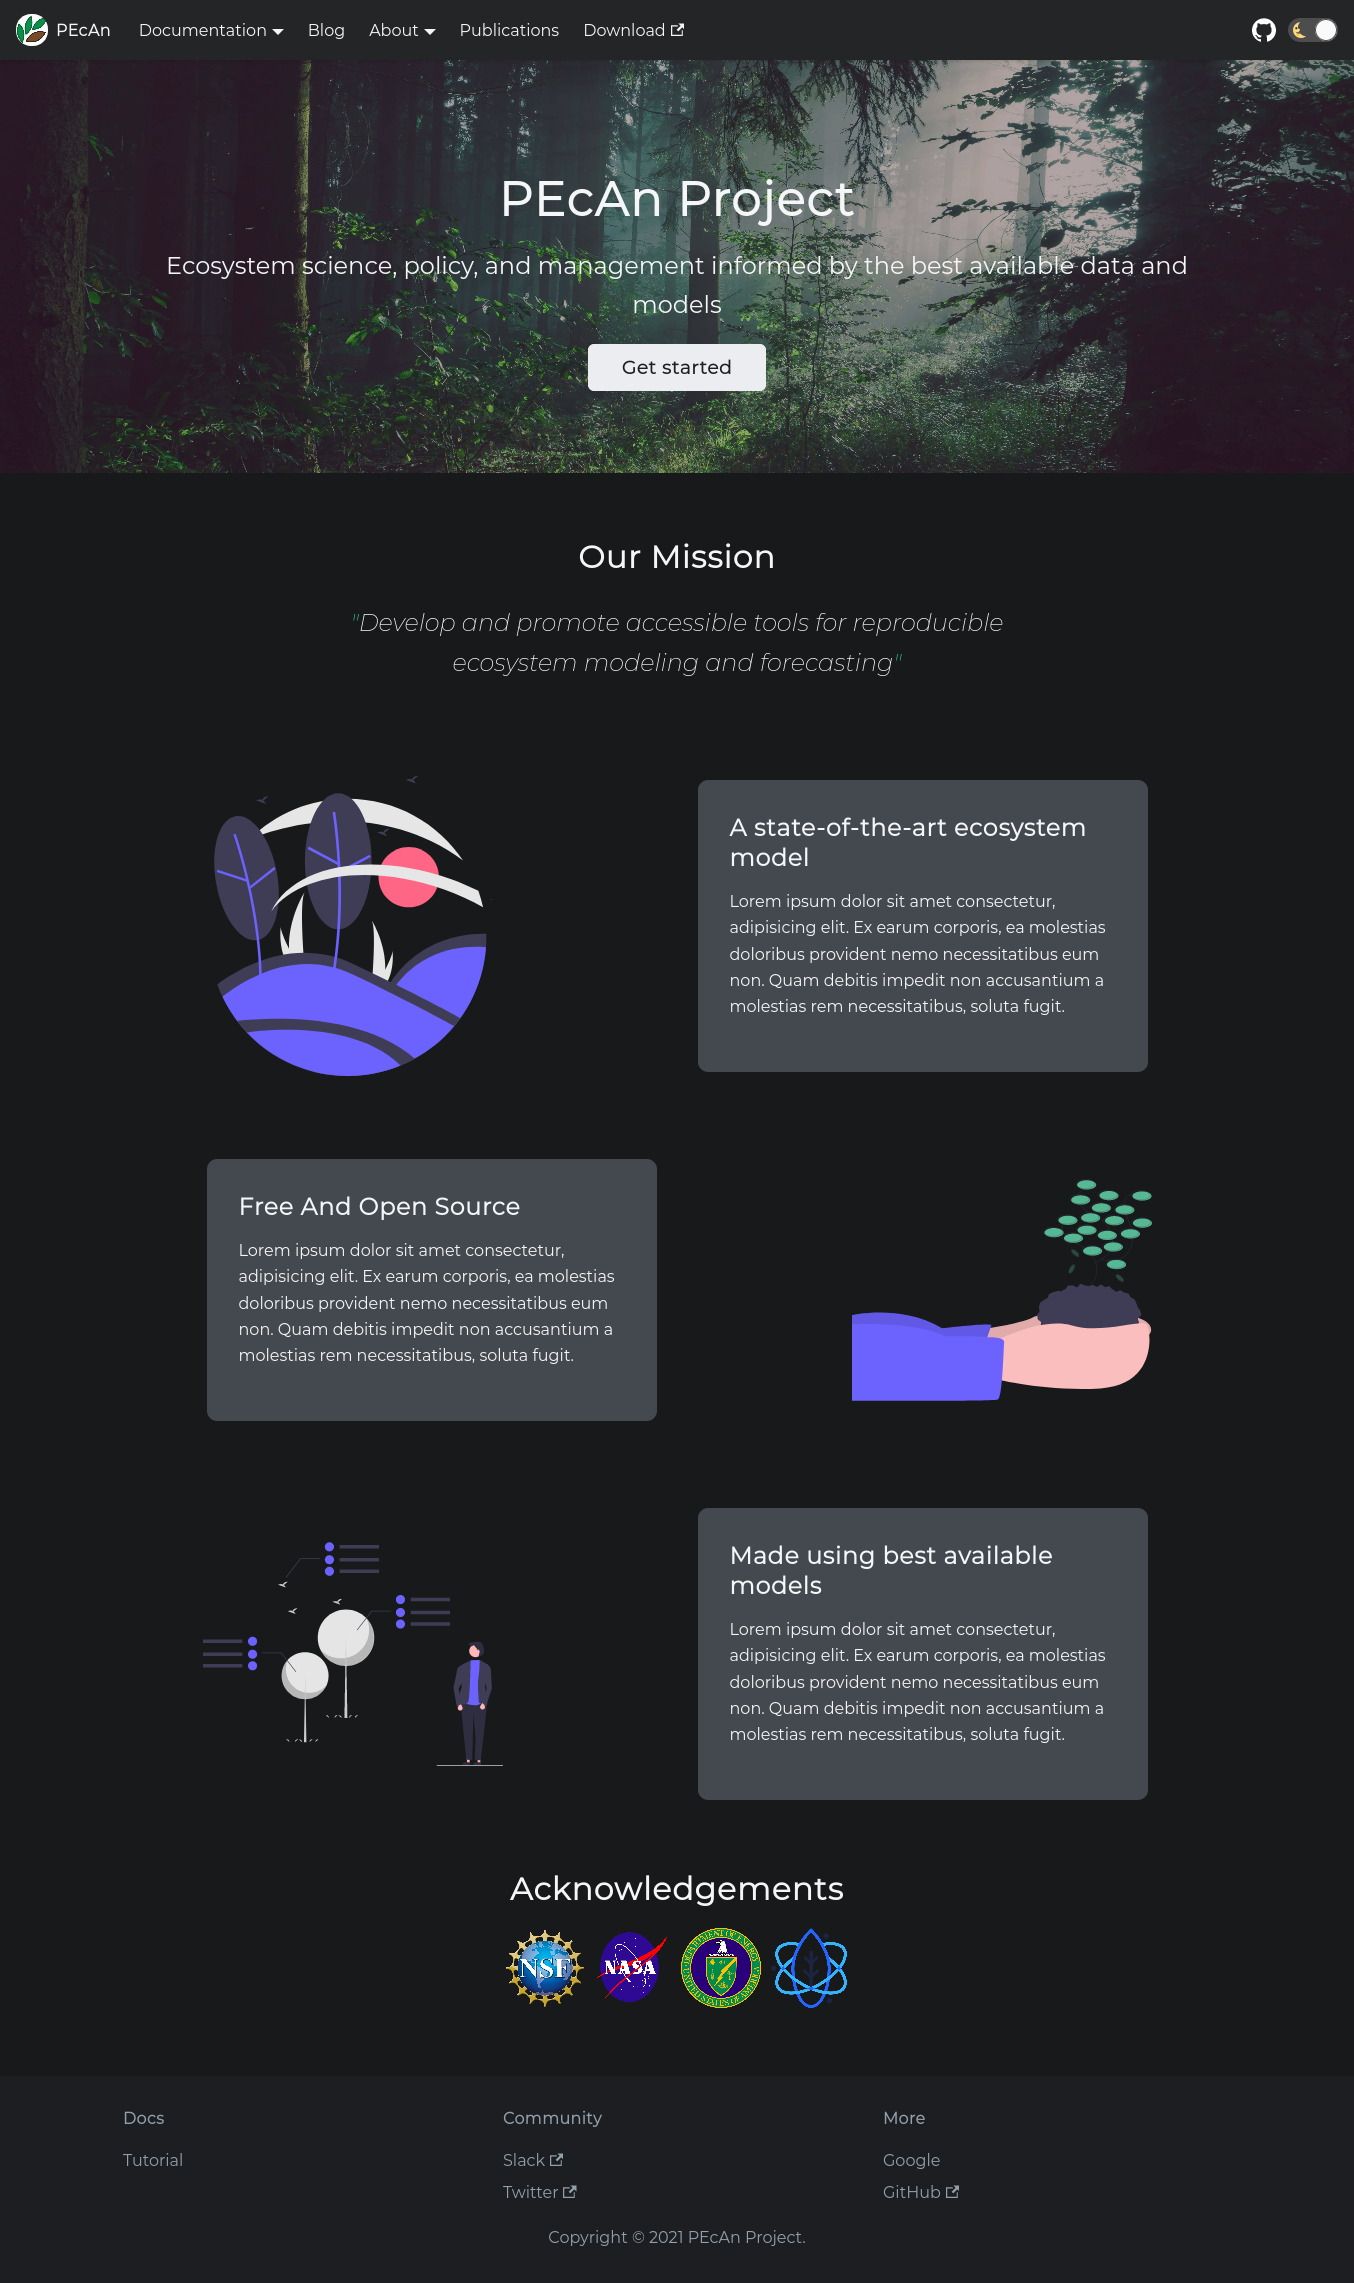 PEcAn Documentation Blog About Publications Download
PEcAn Project
Ecosystem science, policy, and management informed by the best available data and
models
Get started
Our Mission
"Develop and promote accessible tools for reproducible
ecosystem modeling and forecasting"
A state-of-the-art ecosystem
model
Lorem ipsum dolor sit amet consectetur,
adipisicing elit. Ex earum corporis, ea molestias
doloribus provident nemo necessitatibus eum
non. Quam debitis impedit non accusantium a
molestias rem necessitatibus, soluta fugit.
Free And Open Source
Lorem ipsum dolor sit amet consectetur,
adipisicing elit. Ex earum corporis, ea molestias
doloribus provident nemo necessitatibus eum
non. Quam debitis impedit non accusantium a
molestias rem necessitatibus, soluta fugit.
Made using best available
models
Lorem ipsum dolor sit amet consectetur,
adipisicing elit. Ex earum corporis, ea molestias
doloribus provident nemo necessitatibus eum
non. Quam debitis impedit non accusantium a
molestias rem necessitatibus, soluta fugit.
Acknowledgements
NSF NASA
Docs Community More
Tutorial Slack Google
Twitter GitHub
Copyright © 2021 PEcAn Project.